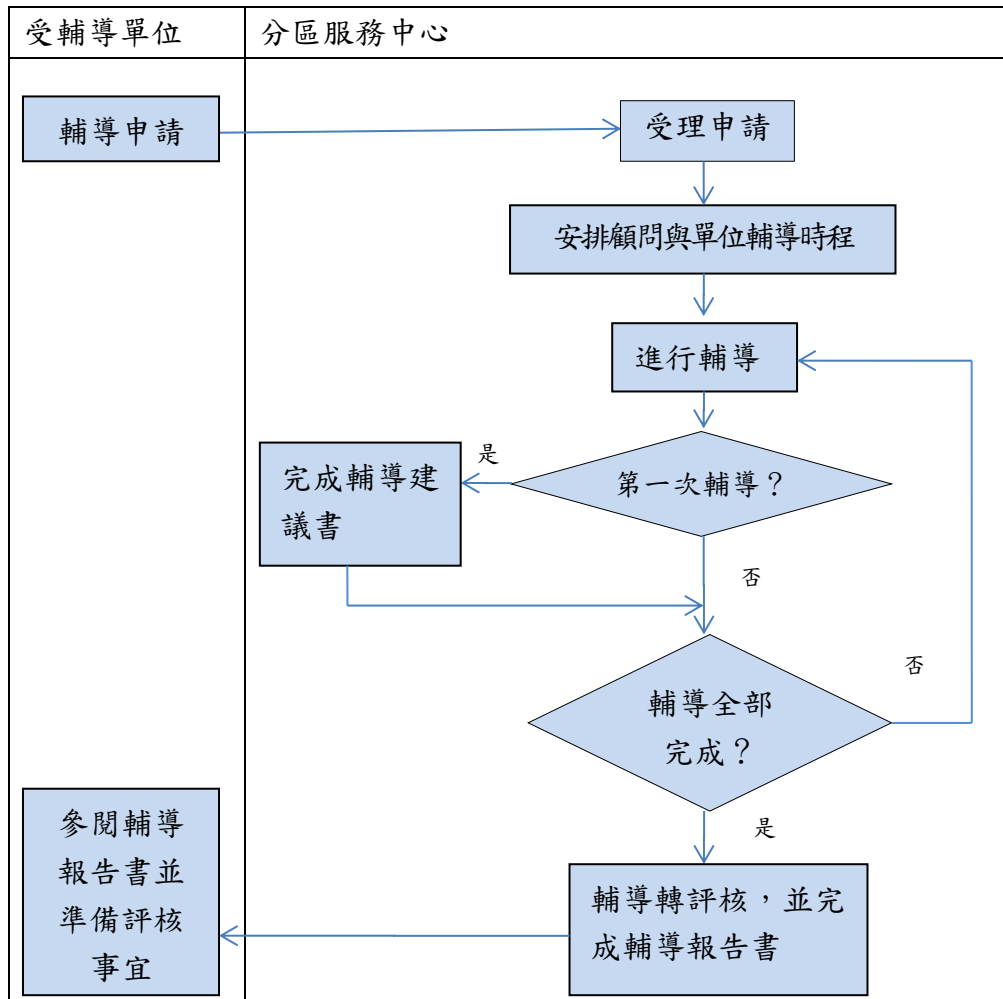 受輔導單位
分區服務中心
輔導申請
受理申請
安排顧問與單位輔導時程
進行輔導
是
完成輔導建
議書
第一次輔導？
否
否
輔導全部
完成？
是
參閱輔導
報告書並
準備評核
事宜
輔導轉評核，並完
成輔導報告書